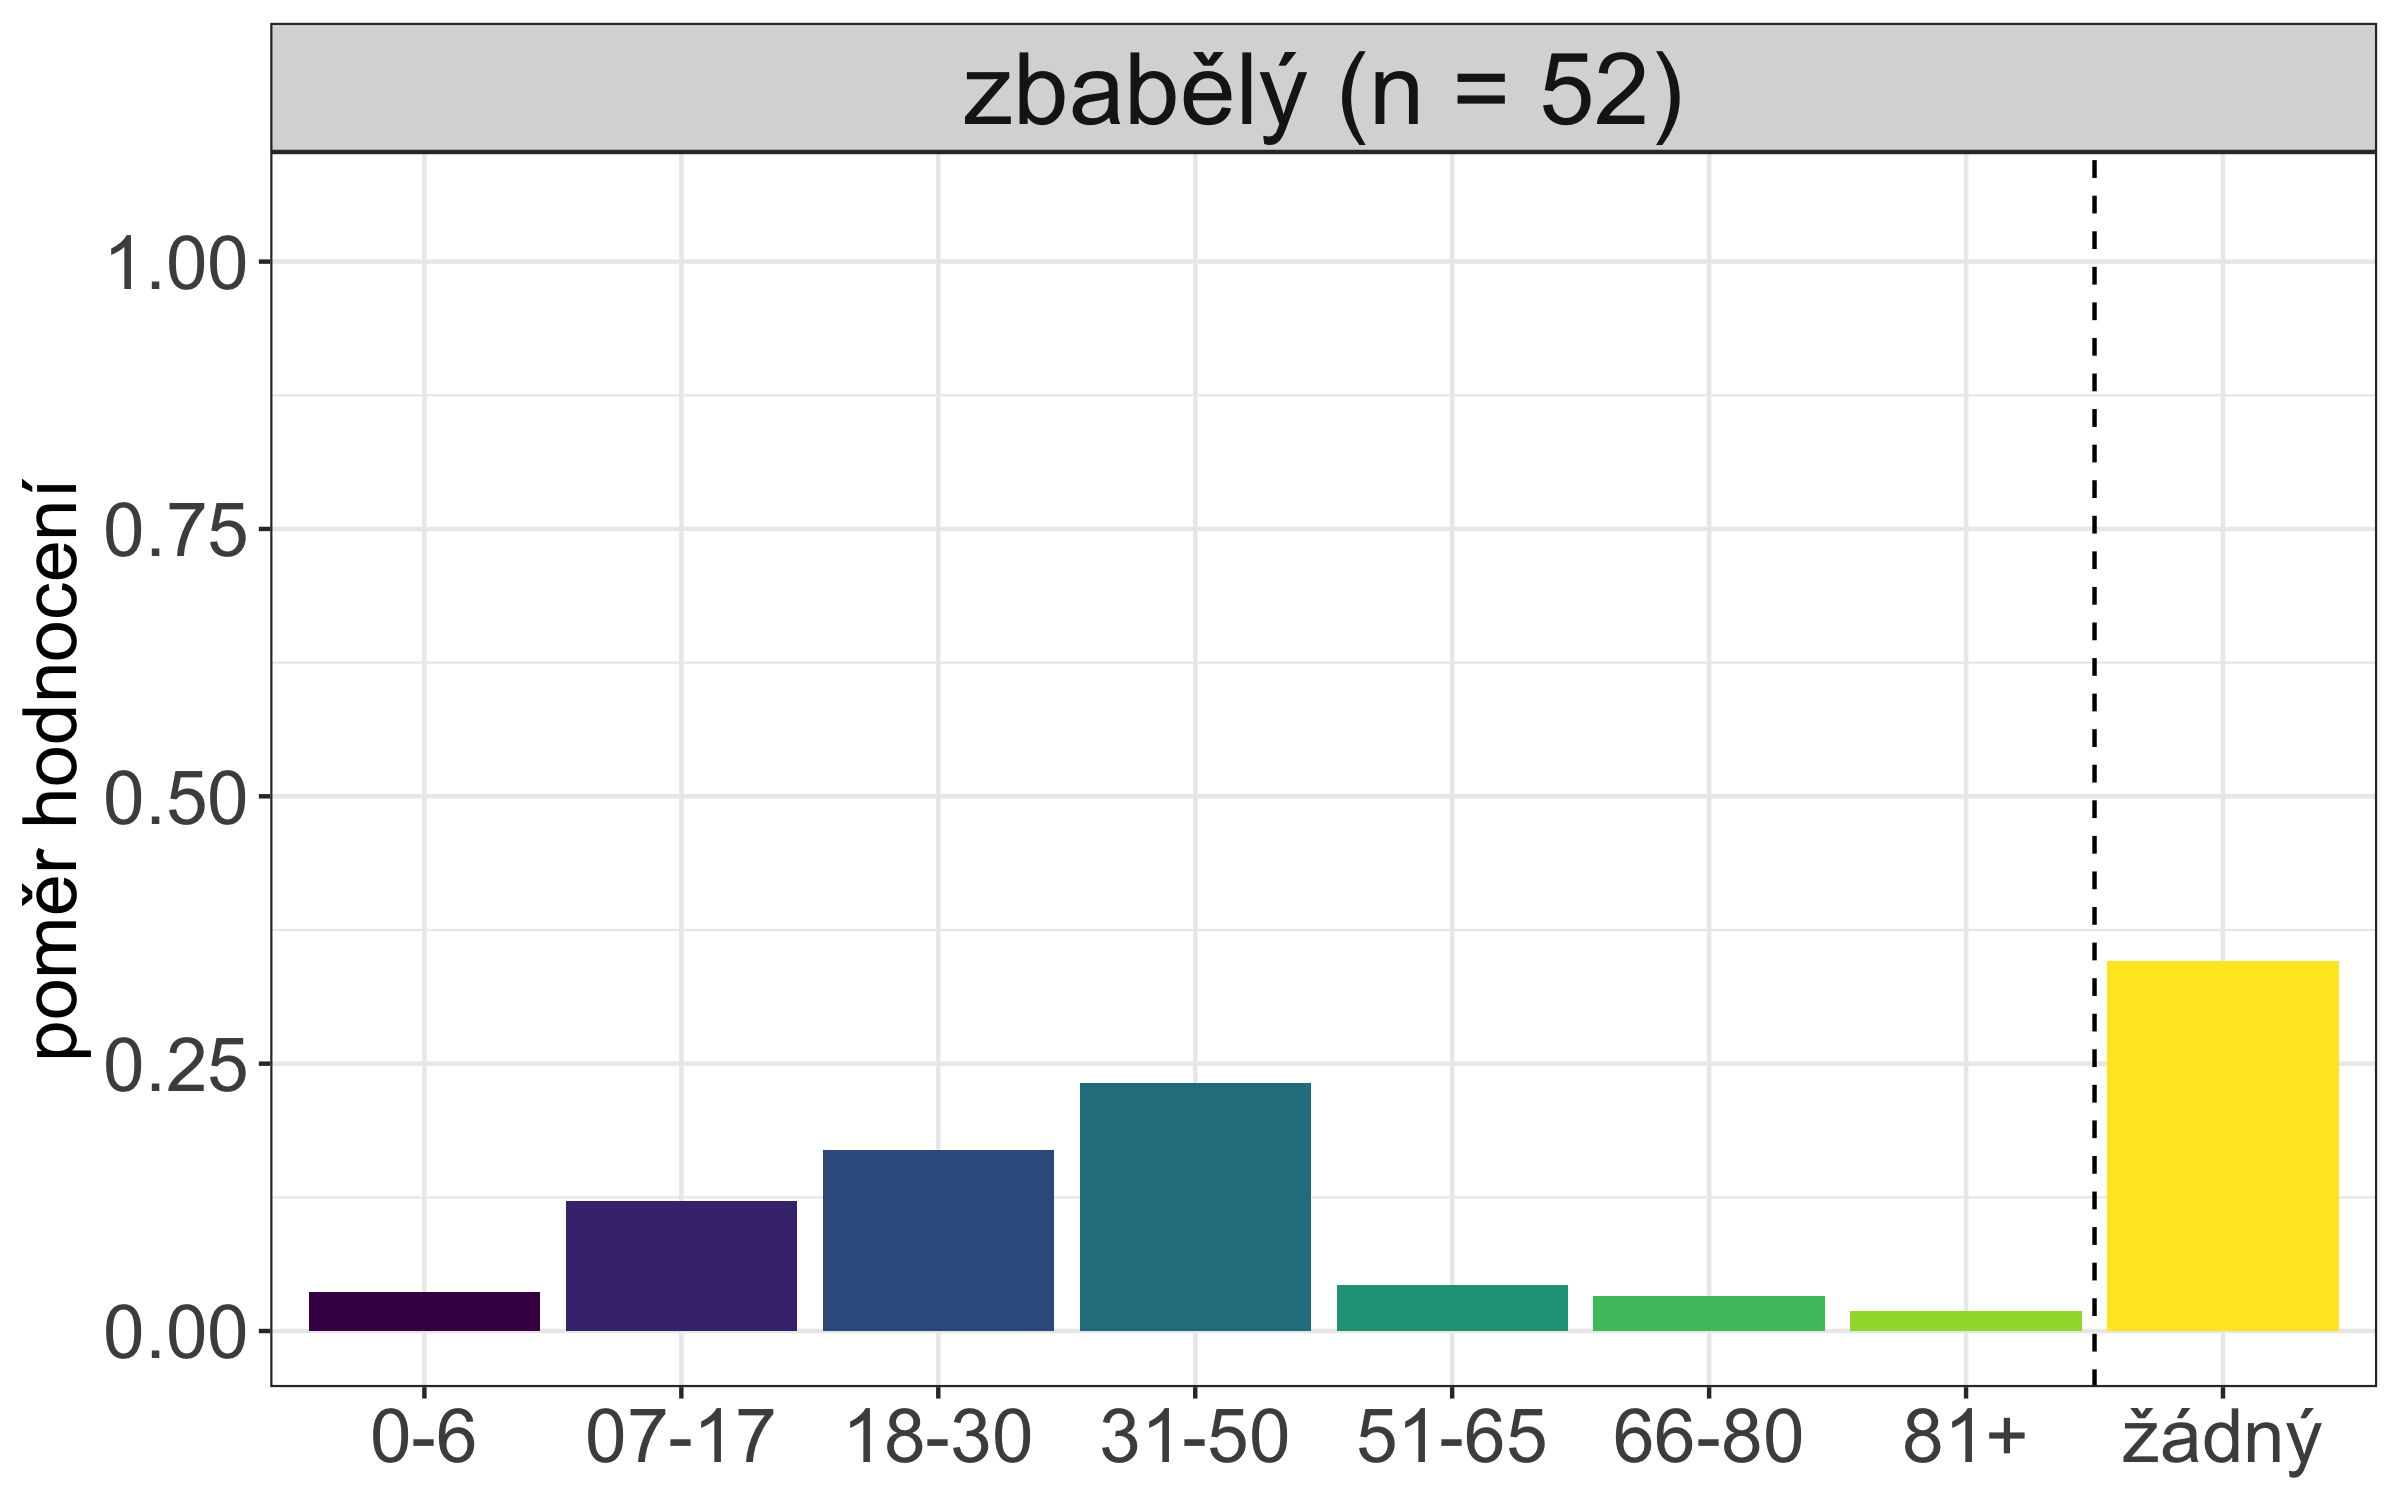 zbabělý (n = 52)
poměr hodnocení
1.00
0.75
0.50
0.25
0.00
0-6 07-17 18-30 31-50 51-65 66-80 81+ žádný